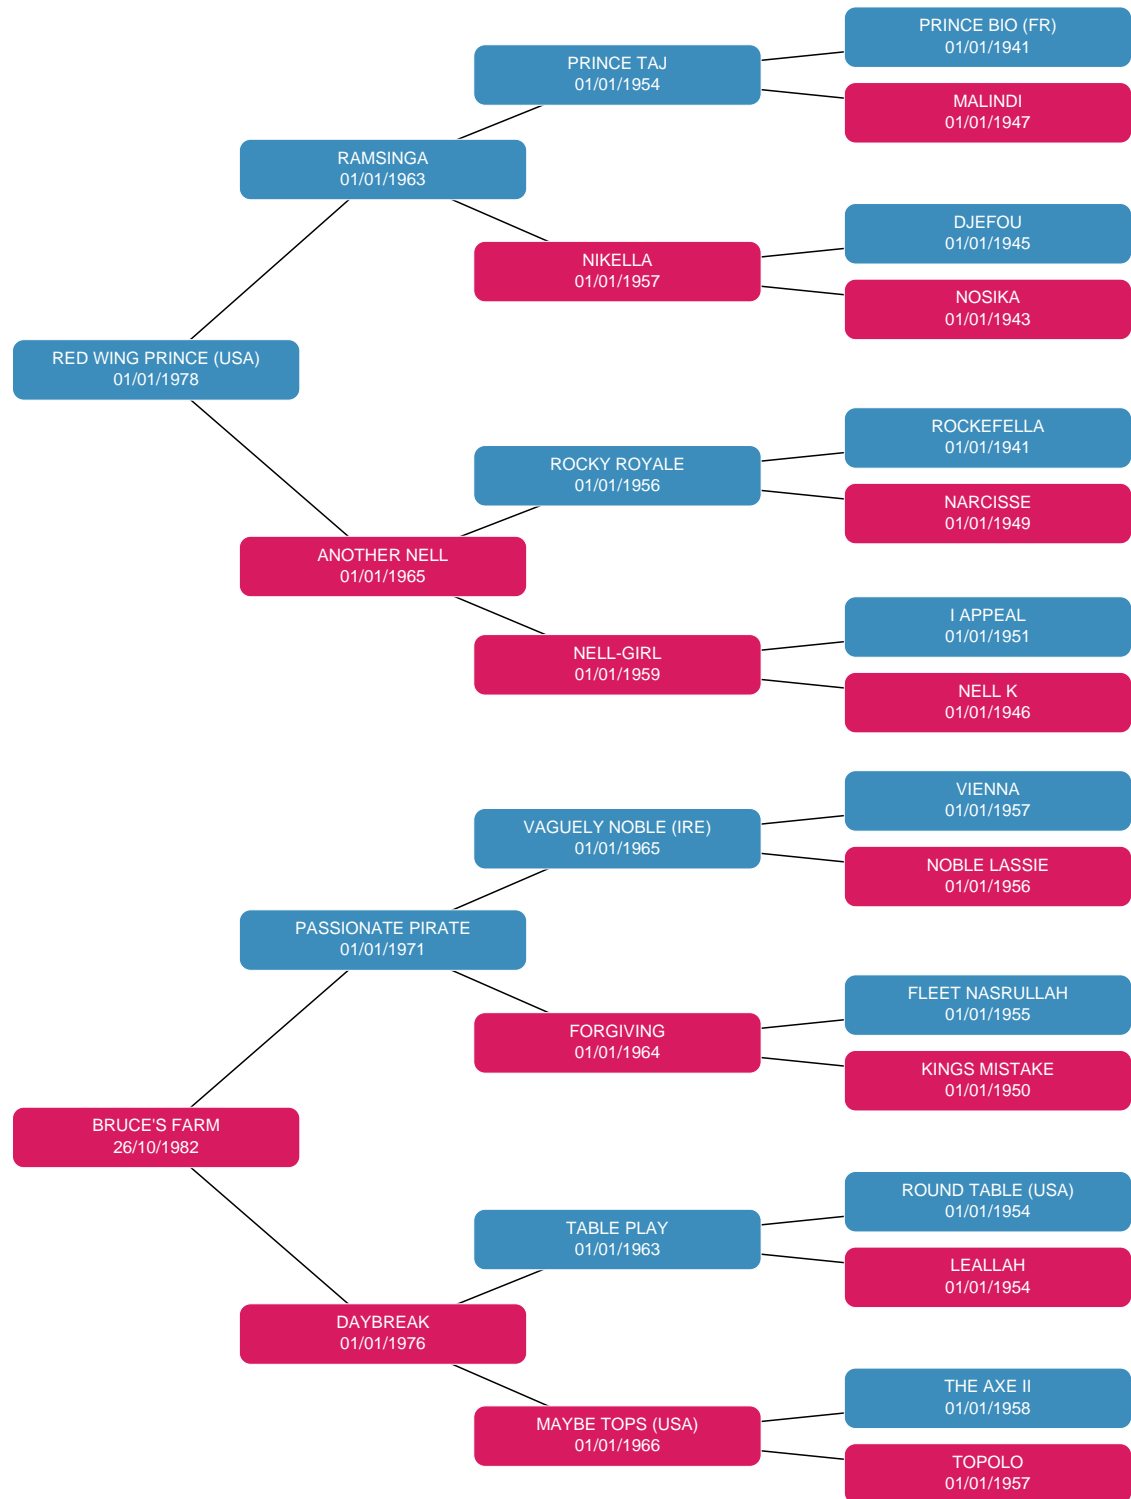 PRINCE BIO (FR)
01/01/1941
PRINCE TAJ
01/01/1954
MALINDI
01/01/1947
RAMSINGA
01/01/1963
DJEFOU
01/01/1945
NIKELLA
01/01/1957
NOSIKA
01/01/1943
RED WING PRINCE (USA)
01/01/1978
ROCKEFELLA
01/01/1941
ROCKY ROYALE
01/01/1956
NARCISSE
01/01/1949
ANOTHER NELL
01/01/1965
I APPEAL
01/01/1951
NELL-GIRL
01/01/1959
NELL K
01/01/1946
VIENNA
01/01/1957
VAGUELY NOBLE (IRE)
01/01/1965
NOBLE LASSIE
01/01/1956
PASSIONATE PIRATE
01/01/1971
FLEET NASRULLAH
01/01/1955
FORGIVING
01/01/1964
KINGS MISTAKE
01/01/1950
BRUCE'S FARM
26/10/1982
ROUND TABLE (USA)
01/01/1954
TABLE PLAY
01/01/1963
LEALLAH
01/01/1954
DAYBREAK
01/01/1976
THE AXE II
01/01/1958
MAYBE TOPS (USA)
01/01/1966
TOPOLO
01/01/1957